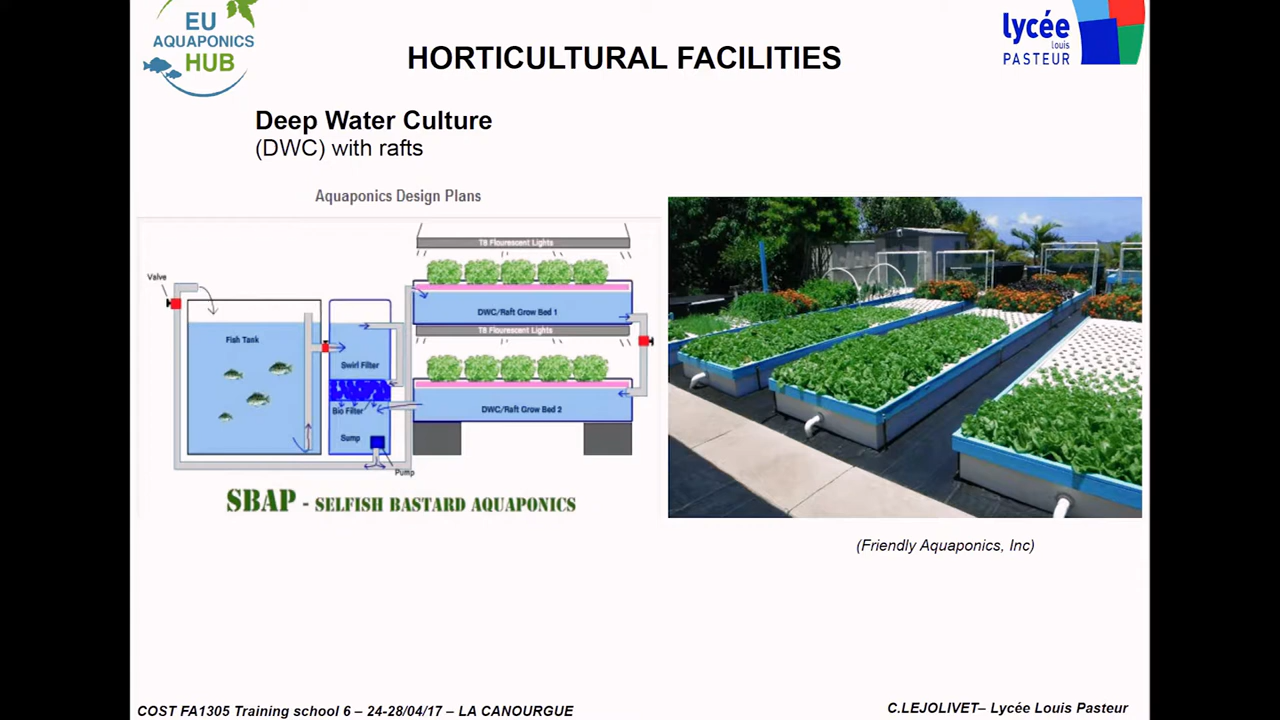 EU
AQUAPONICS
HUB
HORTICULTURAL FACILITIES
lycée
louis
PASTEUR
Deep Water Culture
(DWC) with rafts
Aquaponics Design Plans
T8 Flourescent Lights
Valve
DWC/Raft Grow Bed 1
T8 Flourescent Lights
Fish Tank
Swirl Filter
Bio Filter
DWC/Raft Grow Bed 2
Sump
Pump
SBAP - SELFISH BASTARD AQUAPONICS
(Friendly Aquaponics, Inc)
COST FA1305 Training school 6 – 24-28/04/17 – LA CANOURGUE
C.LEJOLIVET– Lycée Louis Pasteur